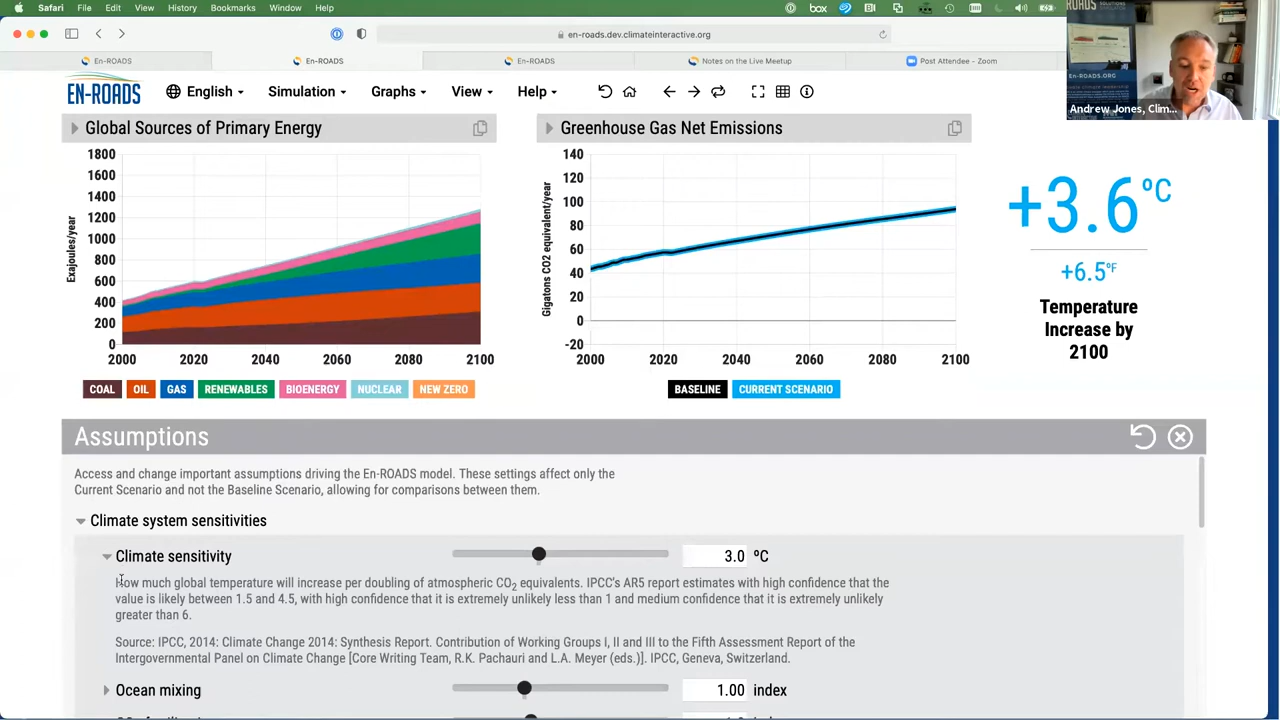 Safari File Edit View History Bookmarks Window Help
box
en-roads.dev.climateinteractive.org
En-ROADS
En-ROADS
En-ROADS
Notes on the Live Meetup
Post Attendee - Zoom
SOLUTIONS
SIMULATOR
EN-ROADS.ORG
Andrew Jones, Clim...
EN-ROADS
English
Simulation
Graphs
View
Help
Global Sources of Primary Energy
1800
1600
1400
1200
1000
800
600
400
200
0
Exajoules/year
2000 2020 2040 2060 2080 2100
COAL OIL GAS RENEWABLES BIOENERGY NUCLEAR NEW ZERO
Greenhouse Gas Net Emissions
140
120
100
80
60
40
20
0
-20
Gigatons CO2 equivalent/year
2000 2020 2040 2060 2080 2100
BASELINE CURRENT SCENARIO
+3.6 ºC
+6.5 ºF
Temperature
Increase by
2100
Assumptions
Access and change important assumptions driving the En-ROADS model. These settings affect only the
Current Scenario and not the Baseline Scenario, allowing for comparisons between them.
Climate system sensitivities
Climate sensitivity 3.0 ºC
How much global temperature will increase per doubling of atmospheric CO2 equivalents. IPCC's AR5 report estimates with high confidence that the
value is likely between 1.5 and 4.5, with high confidence that it is extremely unlikely less than 1 and medium confidence that it is extremely unlikely
greater than 6.
Source: IPCC, 2014: Climate Change 2014: Synthesis Report. Contribution of Working Groups I, II and III to the Fifth Assessment Report of the
Intergovernmental Panel on Climate Change [Core Writing Team, R.K. Pachauri and L.A. Meyer (eds.)]. IPCC, Geneva, Switzerland.
Ocean mixing 1.00 index